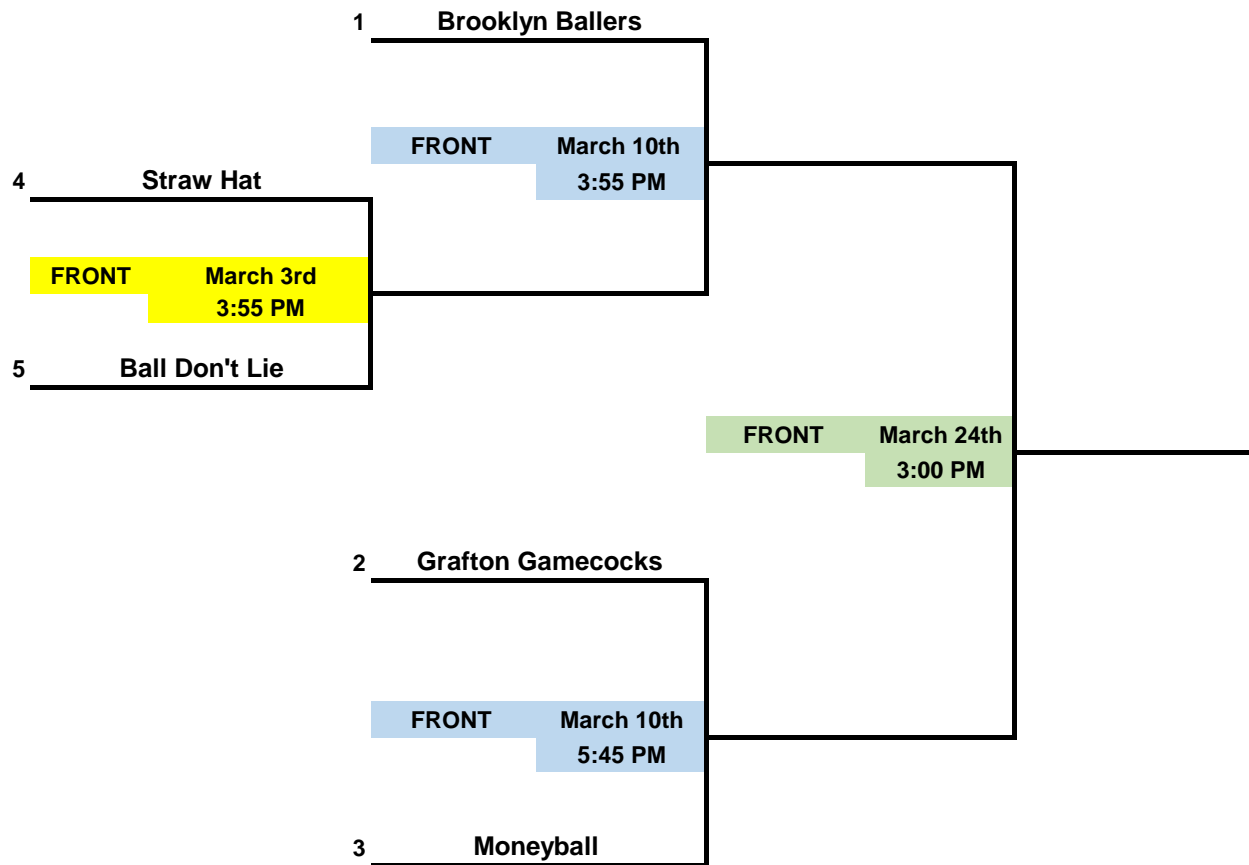 1 Brooklyn Ballers
FRONT March 10th
3:55 PM
4 Straw Hat
FRONT March 3rd
3:55 PM
5 Ball Don't Lie
FRONT March 24th
3:00 PM
2 Grafton Gamecocks
FRONT March 10th
5:45 PM
3 Moneyball